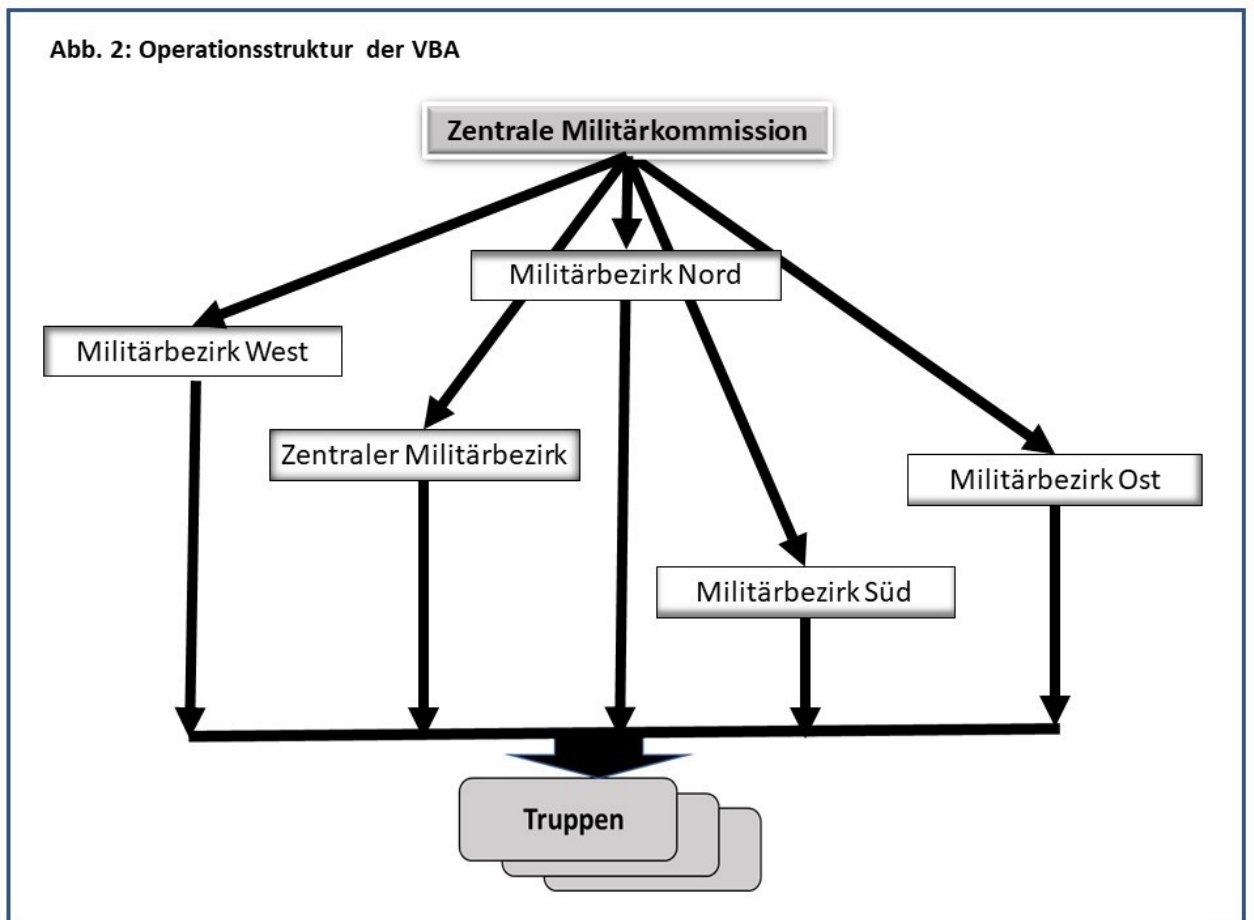 Abb. 2: Operationsstruktur der VBA
Zentrale Militärkommission
Militärbezirk Nord
Militärbezirk West
Zentraler Militärbezirk
Militärbezirk Ost
Militärbezirk Süd
Truppen